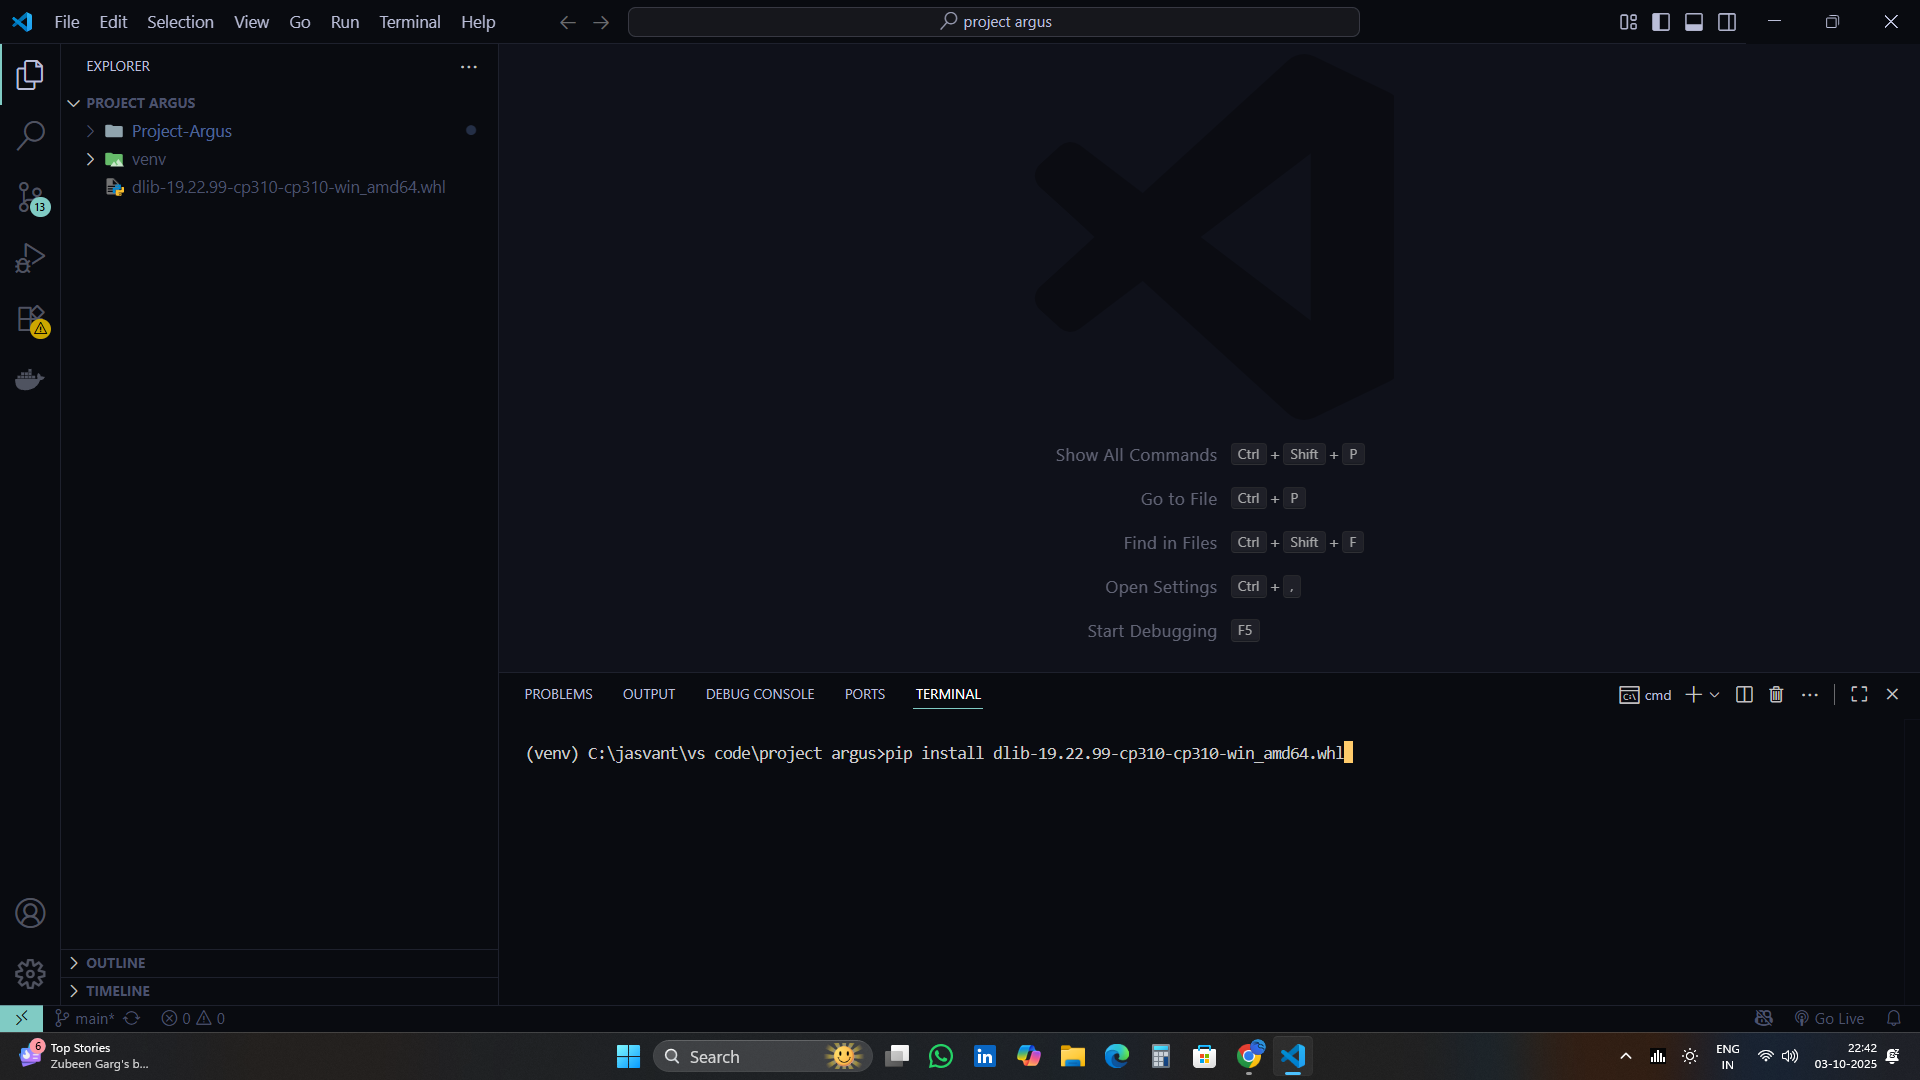 File Edit Selection View Go Run Terminal Help
project argus
EXPLORER
PROJECT ARGUS
Project-Argus
venv
dlib-19.22.99-cp310-cp310-win_amd64.whl
13
Show All Commands Ctrl + Shift + P
Go to File Ctrl + P
Find in Files Ctrl + Shift + F
Open Settings Ctrl + ,
Start Debugging F5
PROBLEMS OUTPUT DEBUG CONSOLE PORTS TERMINAL
cmd
(venv) C:\jasvant\vs code\project argus>pip install dlib-19.22.99-cp310-cp310-win_amd64.whl
OUTLINE
TIMELINE
main* 0 0
Go Live
6
Top Stories
Zubeen Garg's b...
Search
ENG
IN
22:42
03-10-2025